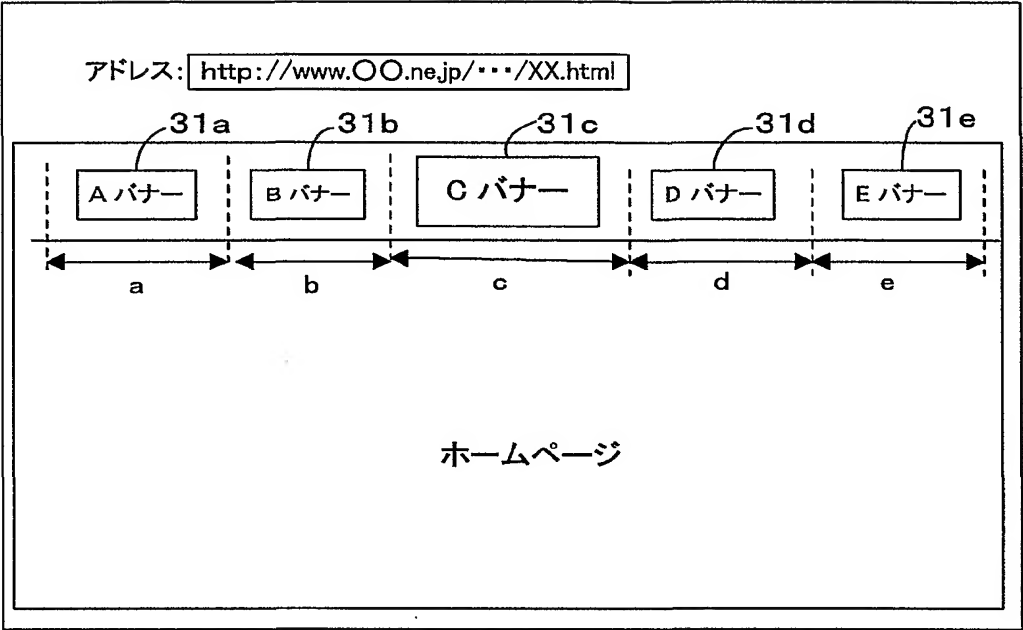 アドレス: http://www.〇〇.ne.jp/・・・/XX.html
31a 31b 31c 31d 31e
A バナー B バナー C バナー D バナー E バナー
a b c d e
ホームページ